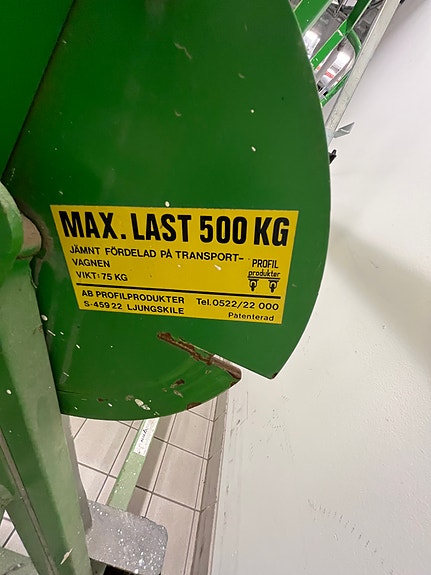 MAX. LAST 500 KG
JÄMNT FÖRDELAD PÅ TRANSPORT-
VAGNEN
VIKT: 75 KG
PROFIL
produkter
AB PROFILPRODUKTER Tel.0522/22 000
S-459 22 LJUNGSKILE Patenterad